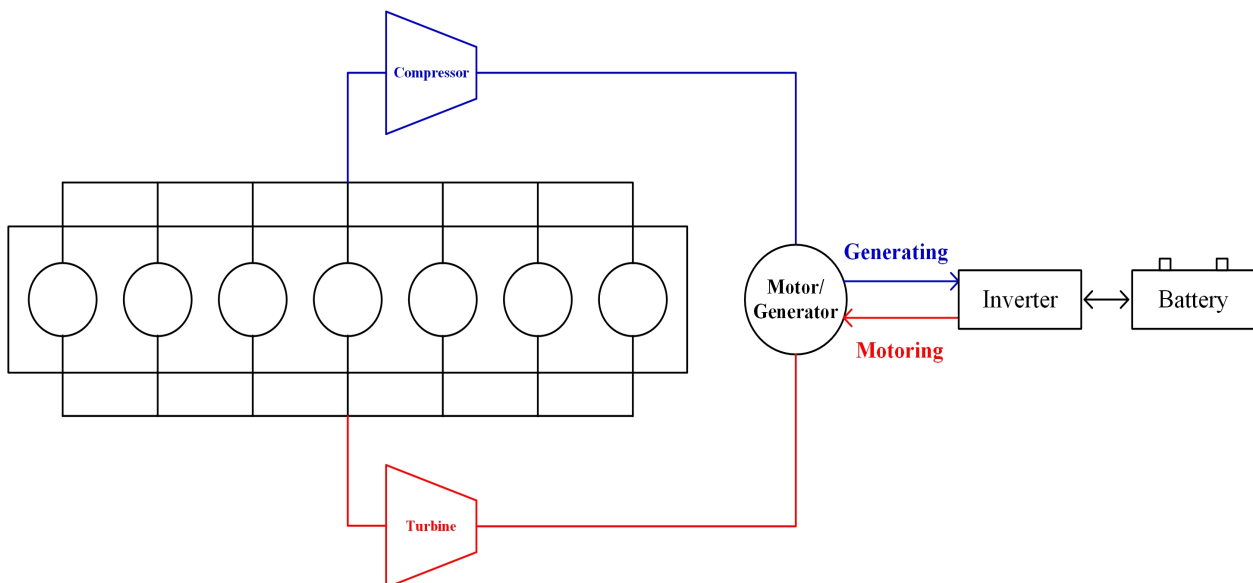 Compressor
Generating
Motor/
Generator
Inverter
Battery
Motoring
Turbine